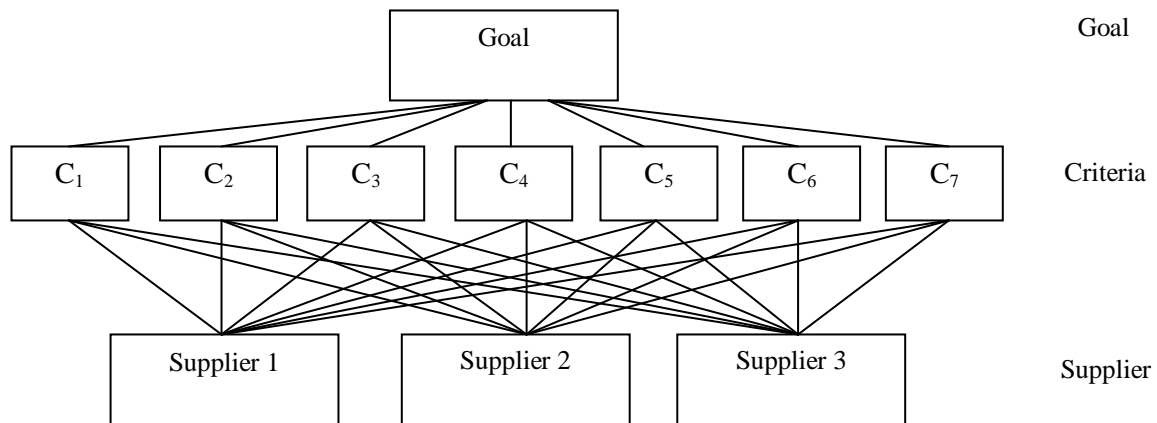 Goal
Goal
C₁ C₂ C₃ C₄ C₅ C₆ C₇
Criteria
Supplier 1 Supplier 2 Supplier 3
Supplier